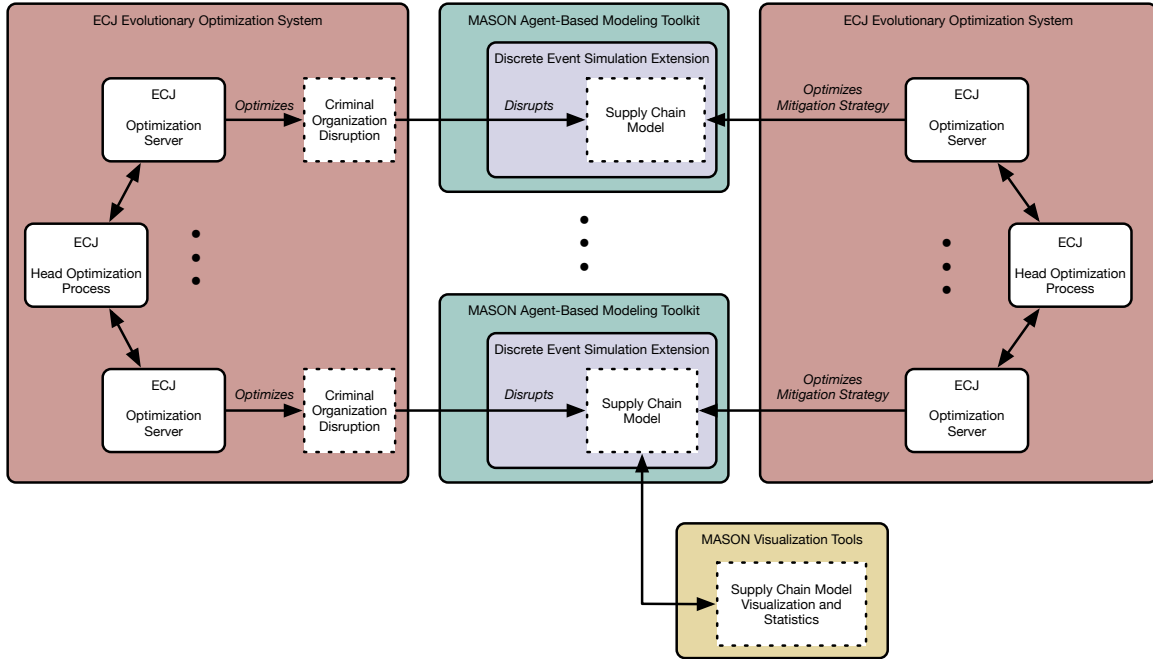 ECJ Evolutionary Optimization System
MASON Agent-Based Modeling Toolkit
ECJ Evolutionary Optimization System
Discrete Event Simulation Extension
ECJ
Optimization
Server
Optimizes
Criminal
Organization
Disruption
Disrupts
Supply Chain
Model
Optimizes
Mitigation Strategy
ECJ
Optimization
Server
ECJ
Head Optimization
Process
ECJ
Head Optimization
Process
MASON Agent-Based Modeling Toolkit
Discrete Event Simulation Extension
ECJ
Optimization
Server
Optimizes
Criminal
Organization
Disruption
Disrupts
Supply Chain
Model
Optimizes
Mitigation Strategy
ECJ
Optimization
Server
MASON Visualization Tools
Supply Chain Model
Visualization and
Statistics